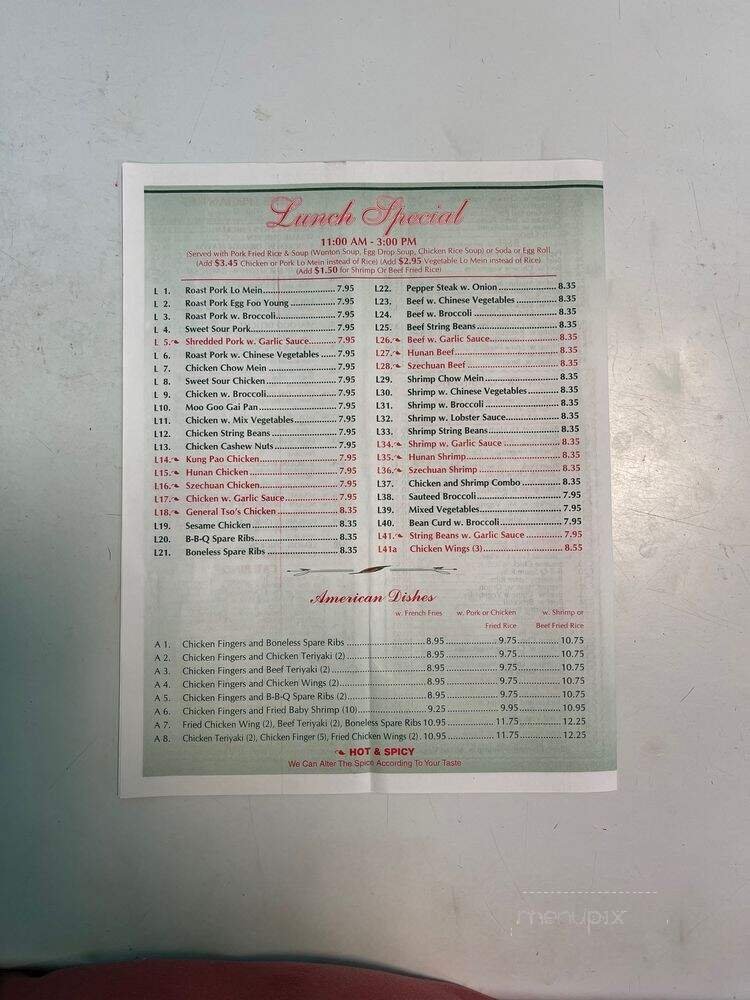 Lunch Special
11:00 AM - 3:00 PM
(Served with Pork Fried Rice & Soup (Wonton Soup, Egg Drop Soup, Chicken Rice Soup) or Soda or Egg Roll
(Add $3.45 Chicken or Pork Lo Mein instead of Rice) (Add $2.95 Vegetable Lo Mein instead of Rice)
(Add $1.50 for Shrimp Or Beef Fried Rice)
L 1. Roast Pork Lo Mein 7.95
L 2. Roast Pork Egg Foo Young 7.95
L 3. Roast Pork w. Broccoli 7.95
L 4. Sweet Sour Pork 7.95
L 5. Shredded Pork w. Garlic Sauce 7.95
L 6. Roast Pork w. Chinese Vegetables 7.95
L 7. Chicken Chow Mein 7.95
L 8. Sweet Sour Chicken 7.95
L 9. Chicken w. Broccoli 7.95
L10. Moo Goo Gai Pan 7.95
L11. Chicken w. Mix Vegetables 7.95
L12. Chicken String Beans 7.95
L13. Chicken Cashew Nuts 7.95
L14. Kung Pao Chicken 7.95
L15. Hunan Chicken 7.95
L16. Szechuan Chicken 7.95
L17. Chicken w. Garlic Sauce 7.95
L18. General Tso's Chicken 8.35
L19. Sesame Chicken 8.35
L20. B-B-Q Spare Ribs 8.35
L21. Boneless Spare Ribs 8.35
L22. Pepper Steak w. Onion 8.35
L23. Beef w. Chinese Vegetables 8.35
L24. Beef w. Broccoli 8.35
L25. Beef String Beans 8.35
L26. Beef w. Garlic Sauce 8.35
L27. Hunan Beef 8.35
L28. Szechuan Beef 8.35
L29. Shrimp Chow Mein 8.35
L30. Shrimp w. Chinese Vegetables 8.35
L31. Shrimp w. Broccoli 8.35
L32. Shrimp w. Lobster Sauce 8.35
L33. Shrimp String Beans 8.35
L34. Shrimp w. Garlic Sauce 8.35
L35. Hunan Shrimp 8.35
L36. Szechuan Shrimp 8.35
L37. Chicken and Shrimp Combo 8.35
L38. Sauteed Broccoli 7.95
L39. Mixed Vegetables 7.95
L40. Bean Curd w. Broccoli 7.95
L41. String Beans w. Garlic Sauce 7.95
L41a Chicken Wings (3) 8.55
American Dishes
w. French Fries w. Pork or Chicken Fried Rice w. Shrimp or Beef Fried Rice
A 1. Chicken Fingers and Boneless Spare Ribs 8.95 9.75 10.75
A 2. Chicken Fingers and Chicken Teriyaki (2) 8.95 9.75 10.75
A 3. Chicken Fingers and Beef Teriyaki (2) 8.95 9.75 10.75
A 4. Chicken Fingers and Chicken Wings (2) 8.95 9.75 10.75
A 5. Chicken Fingers and B-B-Q Spare Ribs (2) 8.95 9.75 10.75
A 6. Chicken Fingers and Fried Baby Shrimp (10) 9.25 9.95 10.95
A 7. Fried Chicken Wing (2), Beef Teriyaki (2), Boneless Spare Ribs 10.95 11.75 12.25
A 8. Chicken Teriyaki (2), Chicken Finger (5), Fried Chicken Wings (2) 10.95 11.75 12.25
HOT & SPICY
We Can Alter The Spice According To Your Taste
menupix